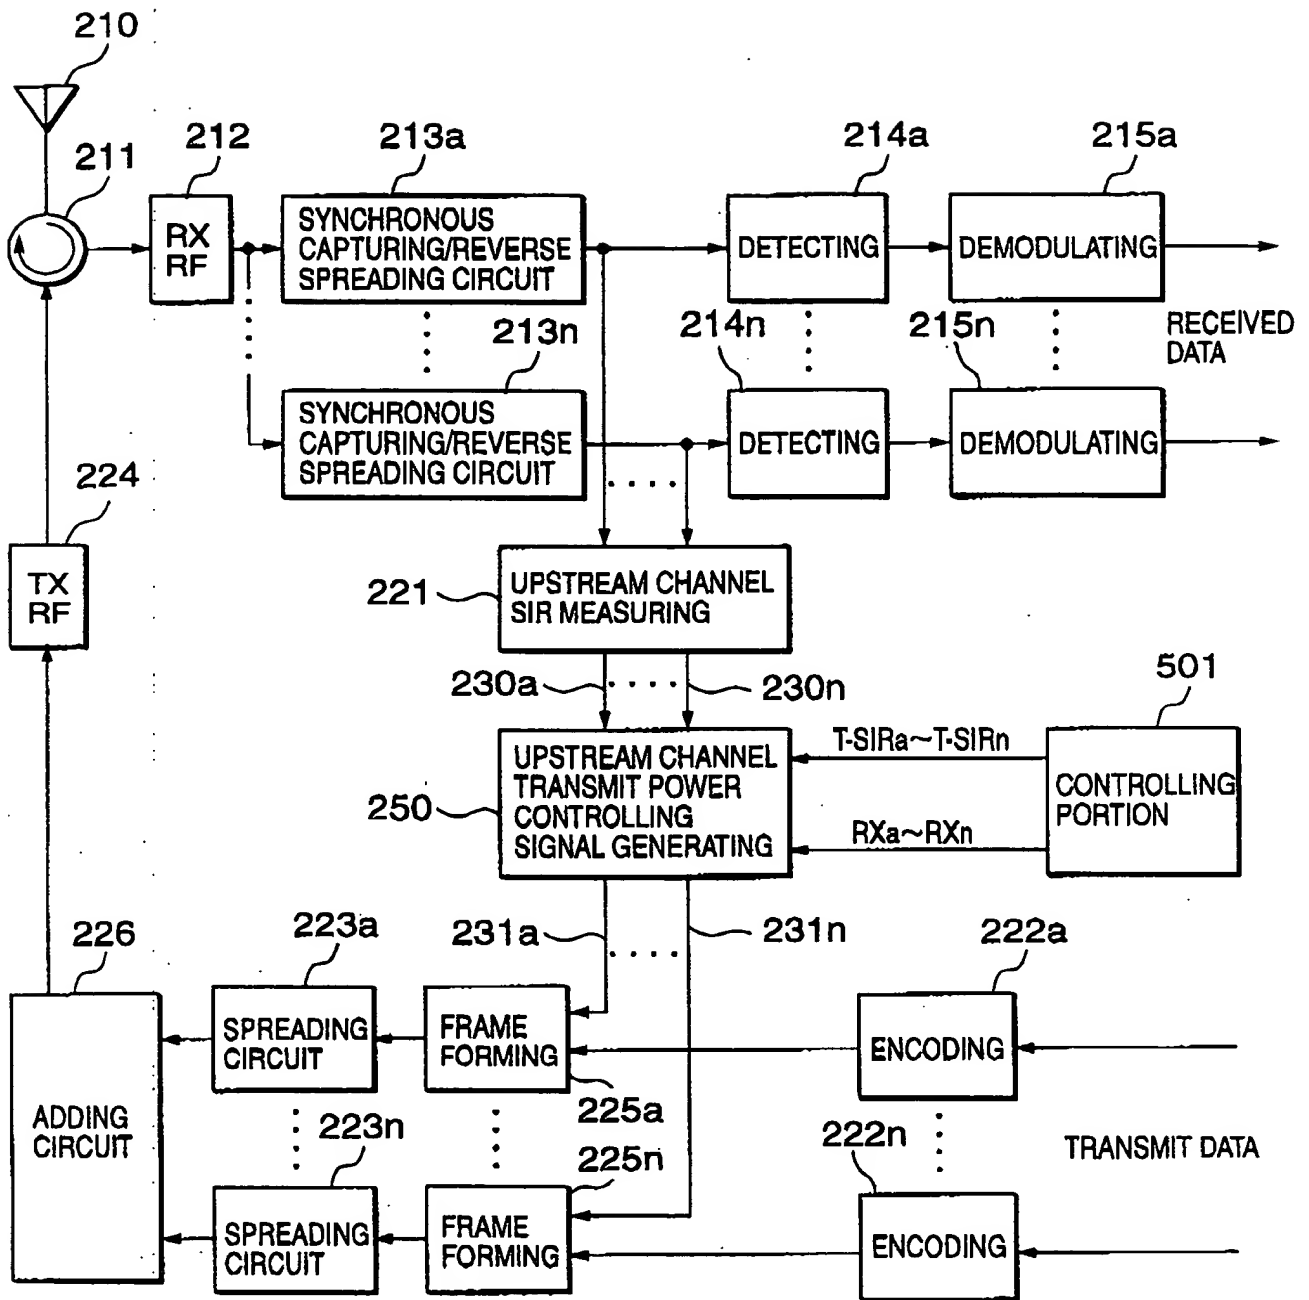 210
211
212
213a
214a
215a
RX
RF
SYNCHRONOUS
CAPTURING/REVERSE
SPREADING CIRCUIT
DETECTING
DEMODULATING
213n
214n
215n
RECEIVED
DATA
SYNCHRONOUS
CAPTURING/REVERSE
SPREADING CIRCUIT
DETECTING
DEMODULATING
224
TX
RF
221
UPSTREAM CHANNEL
SIR MEASURING
230a
230n
501
250
UPSTREAM CHANNEL
TRANSMIT POWER
CONTROLLING
SIGNAL GENERATING
T-SIRa~T-SIRn
RXa~RXn
CONTROLLING
PORTION
231a
231n
226
223a
222a
ADDING
CIRCUIT
SPREADING
CIRCUIT
FRAME
FORMING
ENCODING
225a
223n
225n
222n
TRANSMIT DATA
SPREADING
CIRCUIT
FRAME
FORMING
ENCODING